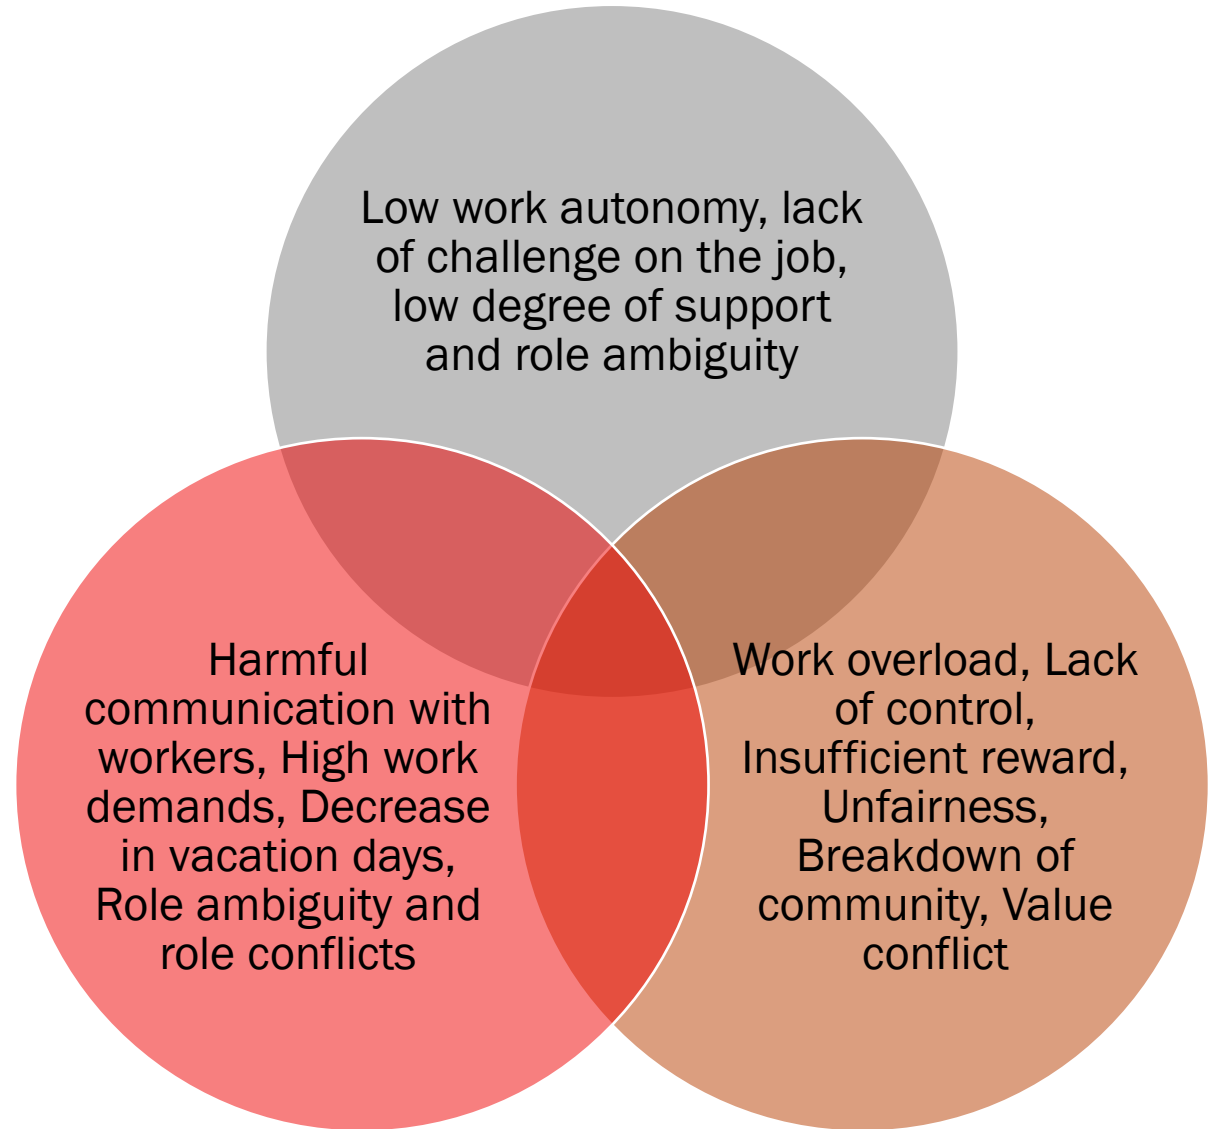 Low work autonomy, lack
of challenge on the job,
low degree of support
and role ambiguity
Harmful
communication with
workers, High work
demands, Decrease
in vacation days,
Role ambiguity and
role conflicts
Work overload, Lack
of control,
Insufficient reward,
Unfairness,
Breakdown of
community, Value
conflict